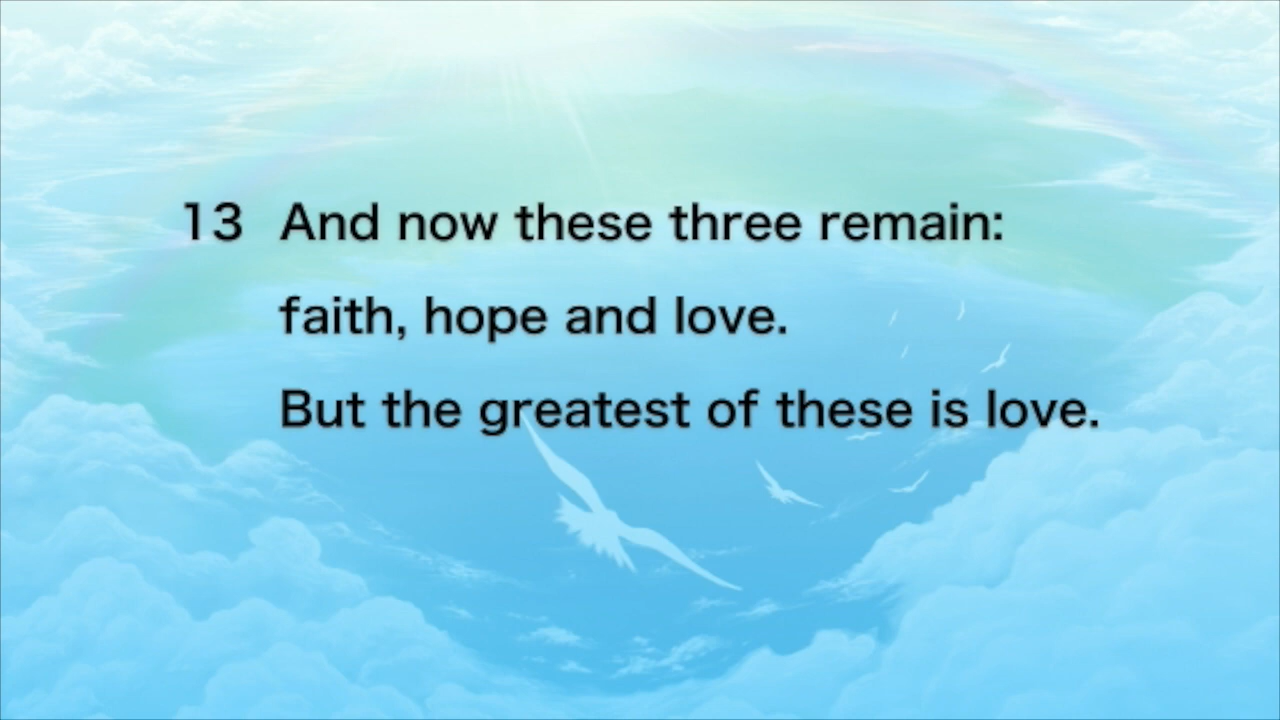 13 And now these three remain:
faith, hope and love.
But the greatest of these is love.